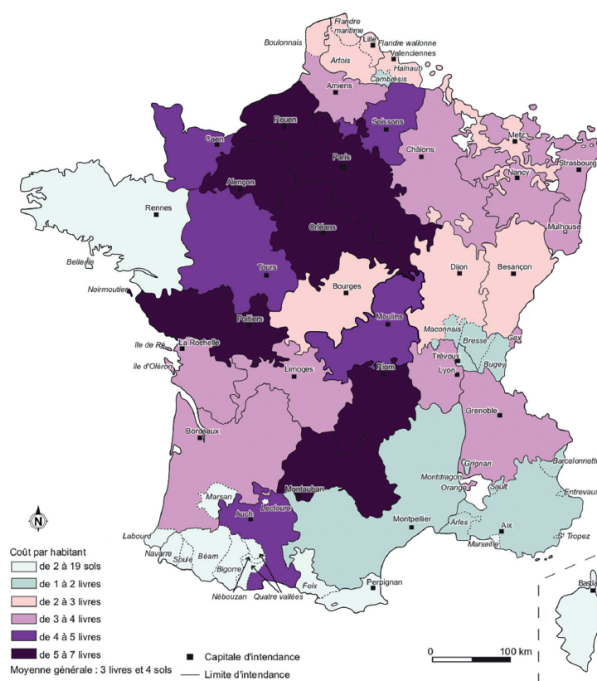 Flandre
maritime
Lille
Flandre wallonne
Boulonnais
Valenciennes
Artois
Hainaut
Cambrésis
Amiens
Rouen
Soissons
Caen
Châlons
Metz
Paris
Nancy
Strasbourg
Alençon
Rennes
Orléans
Mulhouse
Belle-Ile
Tours
Dijon
Besançon
Noirmoutier
Bourges
Poitiers
Moulins
Maconnais
Bresse
Gex
Ile de Ré
La Rochelle
Trévoux
Bugey
île d'Oléron
Limoges
Riom
Lyon
Grenoble
Bordeaux
Barcelonnette
Grignan
Montdragon
Sault
Orange
Entrevaux
Marsan
Montauban
Lectoure
Auch
Montpellier
Arles
Aix
Tropez
Labourd
Navarre
Soule
Béarn
Marseille
Bigorre
Foix
Perpignan
Nébouzan
Quatre vallées
Bastia
N
Coût par habitant
de 2 à 19 sols
de 1 à 2 livres
de 2 à 3 livres
de 3 à 4 livres
de 4 à 5 livres
de 5 à 7 livres
Moyenne générale : 3 livres et 4 sols
Capitale d'intendance
Limite d'intendance
0 100 km